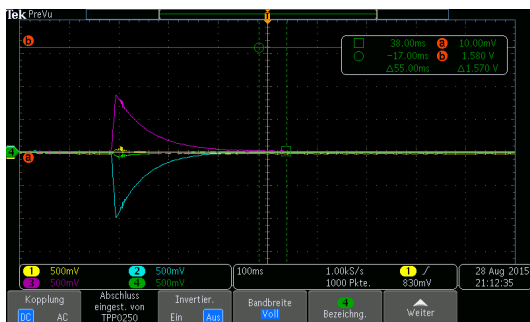 Tek PreVu
T
b
38.00ms a 10.00mV
-17.00ms b 1.580 V
Δ55.00ms Δ1.570 V
4
a
1 500mV 2 500mV
3 500mV 4 500mV
100ms
1.00kS/s
1000 Pkte.
1
830mV
28 Aug 2015
21:12:35
Kopplung
DC AC
Abschluss
eingest. von
TPP0250
Invertier.
Ein Aus
Bandbreite
Voll
4
Bezeichng.
Weiter